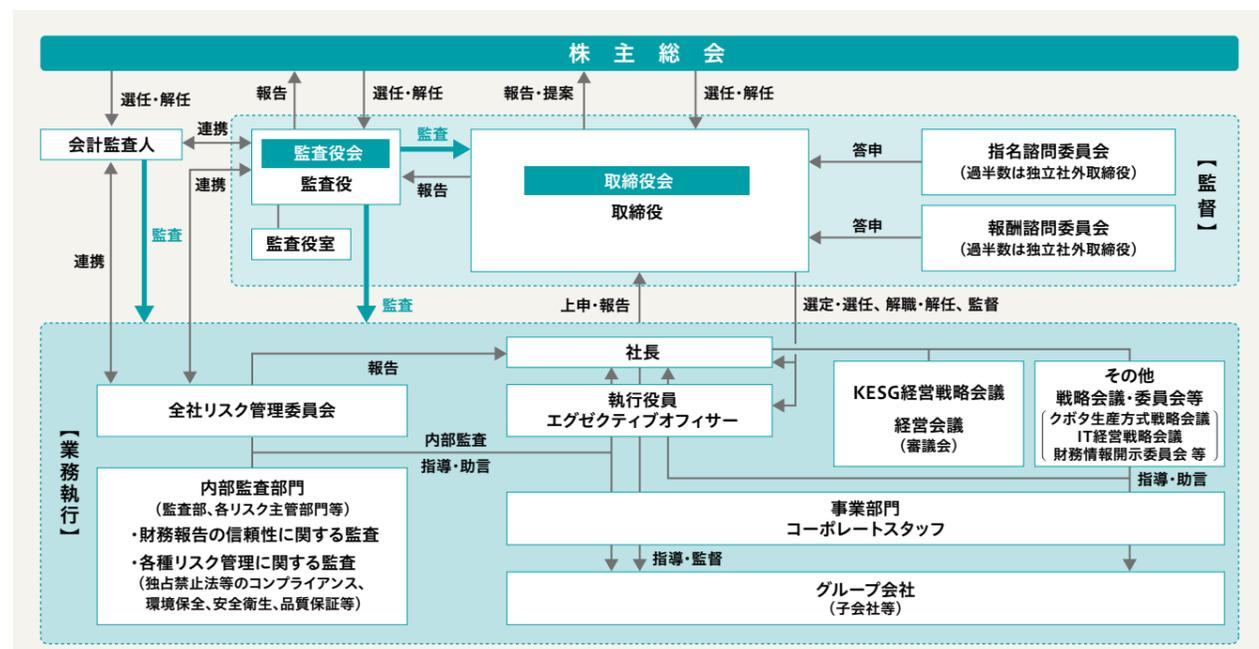 株主総会
選任・解任
報告
選任・解任
報告・提案
選任・解任
会計監査人
連携
監査役会
監査役
監査
報告
取締役会
取締役
答申
指名諮問委員会
（過半数は独立社外取締役）
答申
報酬諮問委員会
（過半数は独立社外取締役）
【監督】
連携
監査役室
監査
連携
監査
上申・報告
選定・選任、解職・解任、監督
【業務執行】
報告
社長
執行役員
エグゼクティブオフィサー
全社リスク管理委員会
KESG経営戦略会議
経営会議
（審議会）
その他
戦略会議・委員会等
（クボタ生産方式戦略会議
IT経営戦略会議
財務情報開示委員会 等）
内部監査
指導・助言
指導・助言
内部監査部門
（監査部、各リスク主管部門等）
・財務報告の信頼性に関する監査
・各種リスク管理に関する監査
（独占禁止法等のコンプライアンス、
環境保全、安全衛生、品質保証等）
事業部門
コーポレートスタッフ
指導・監督
グループ会社
（子会社等）